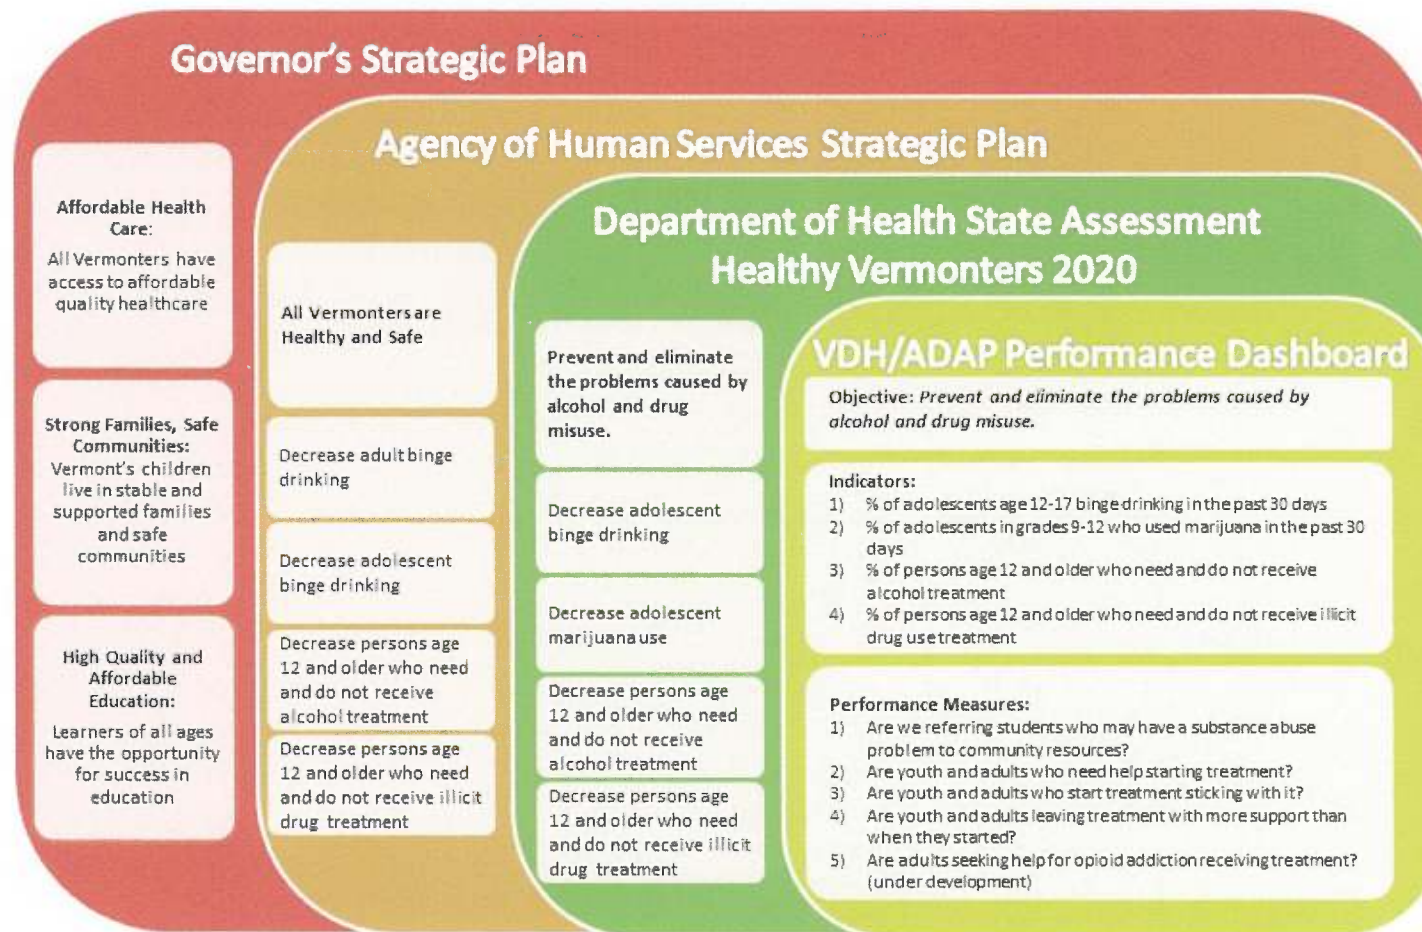 Governor's Strategic Plan
Affordable Health
Care:
All Vermonters have
access to affordable
quality healthcare
Strong Families, Safe
Communities:
Vermont's children
live in stable and
supported families
and safe
communities
High Quality and
Affordable
Education:
Learners of all ages
have the opportunity
for success in
education
Agency of Human Services Strategic Plan
All Vermonters are
Healthy and Safe
Decrease adult binge
drinking
Decrease adolescent
binge drinking
Decrease persons age
12 and older who need
and do not receive
alcohol treatment
Decrease persons age
12 and older who need
and do not receive illicit
drug treatment
Department of Health State Assessment
Healthy Vermonters 2020
Prevent and eliminate
the problems caused by
alcohol and drug
misuse.
Decrease adolescent
binge drinking
Decrease adolescent
marijuana use
Decrease persons age
12 and older who need
and do not receive
alcohol treatment
Decrease persons age
12 and older who need
and do not receive illicit
drug treatment
VDH/ADAP Performance Dashboard
Objective: Prevent and eliminate the problems caused by
alcohol and drug misuse.
Indicators:
1) % of adolescents age 12-17 binge drinking in the past 30 days
2) % of adolescents in grades 9-12 who used marijuana in the past 30
days
3) % of persons age 12 and older who need and do not receive
alcohol treatment
4) % of persons age 12 and older who need and do not receive illicit
drug use treatment
Performance Measures:
1) Are we referring students who may have a substance abuse
problem to community resources?
2) Are youth and adults who need help starting treatment?
3) Are youth and adults who start treatment sticking with it?
4) Are youth and adults leaving treatment with more support than
when they started?
5) Are adults seeking help for opioid addiction receiving treatment?
(under development)